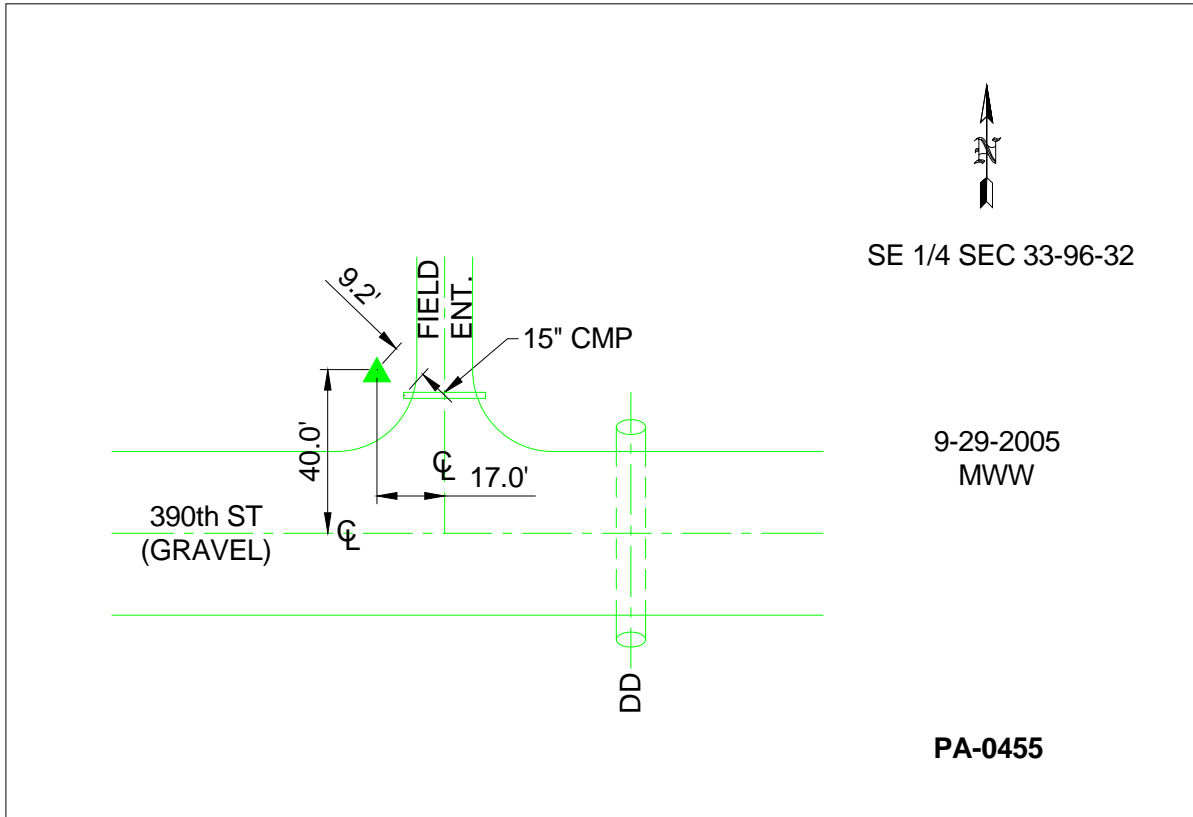 N
SE 1/4 SEC 33-96-32
9.2'
FIELD
ENT.
15" CMP
40.0'
9-29-2005
MWW
℄
17.0'
390th ST
(GRAVEL)
℄
DD
PA-0455